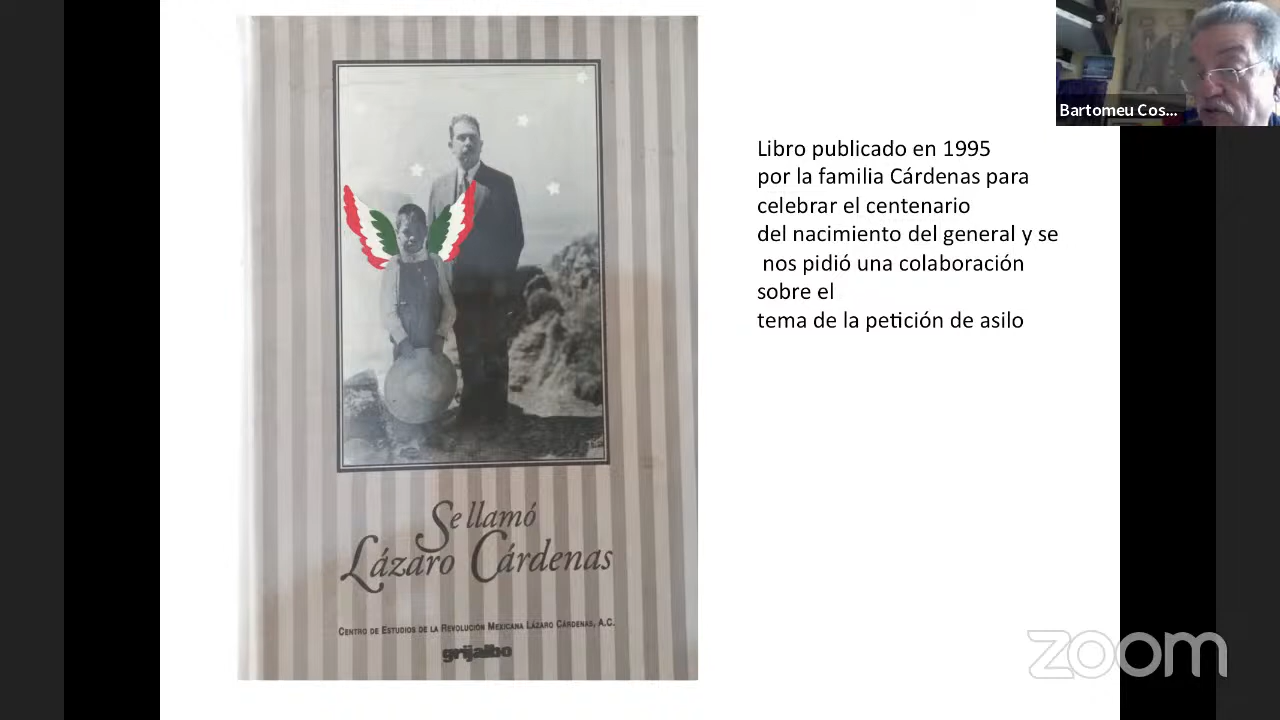 Se llamó
Lázaro Cárdenas
CENTRO DE ESTUDIOS DE LA REVOLUCIÓN MEXICANA LÁZARO CÁRDENAS, A.C.
grijalbo
Libro publicado en 1995
por la familia Cárdenas para
celebrar el centenario
del nacimiento del general y se
nos pidió una colaboración
sobre el
tema de la petición de asilo
Bartomeu Cos...
zoom